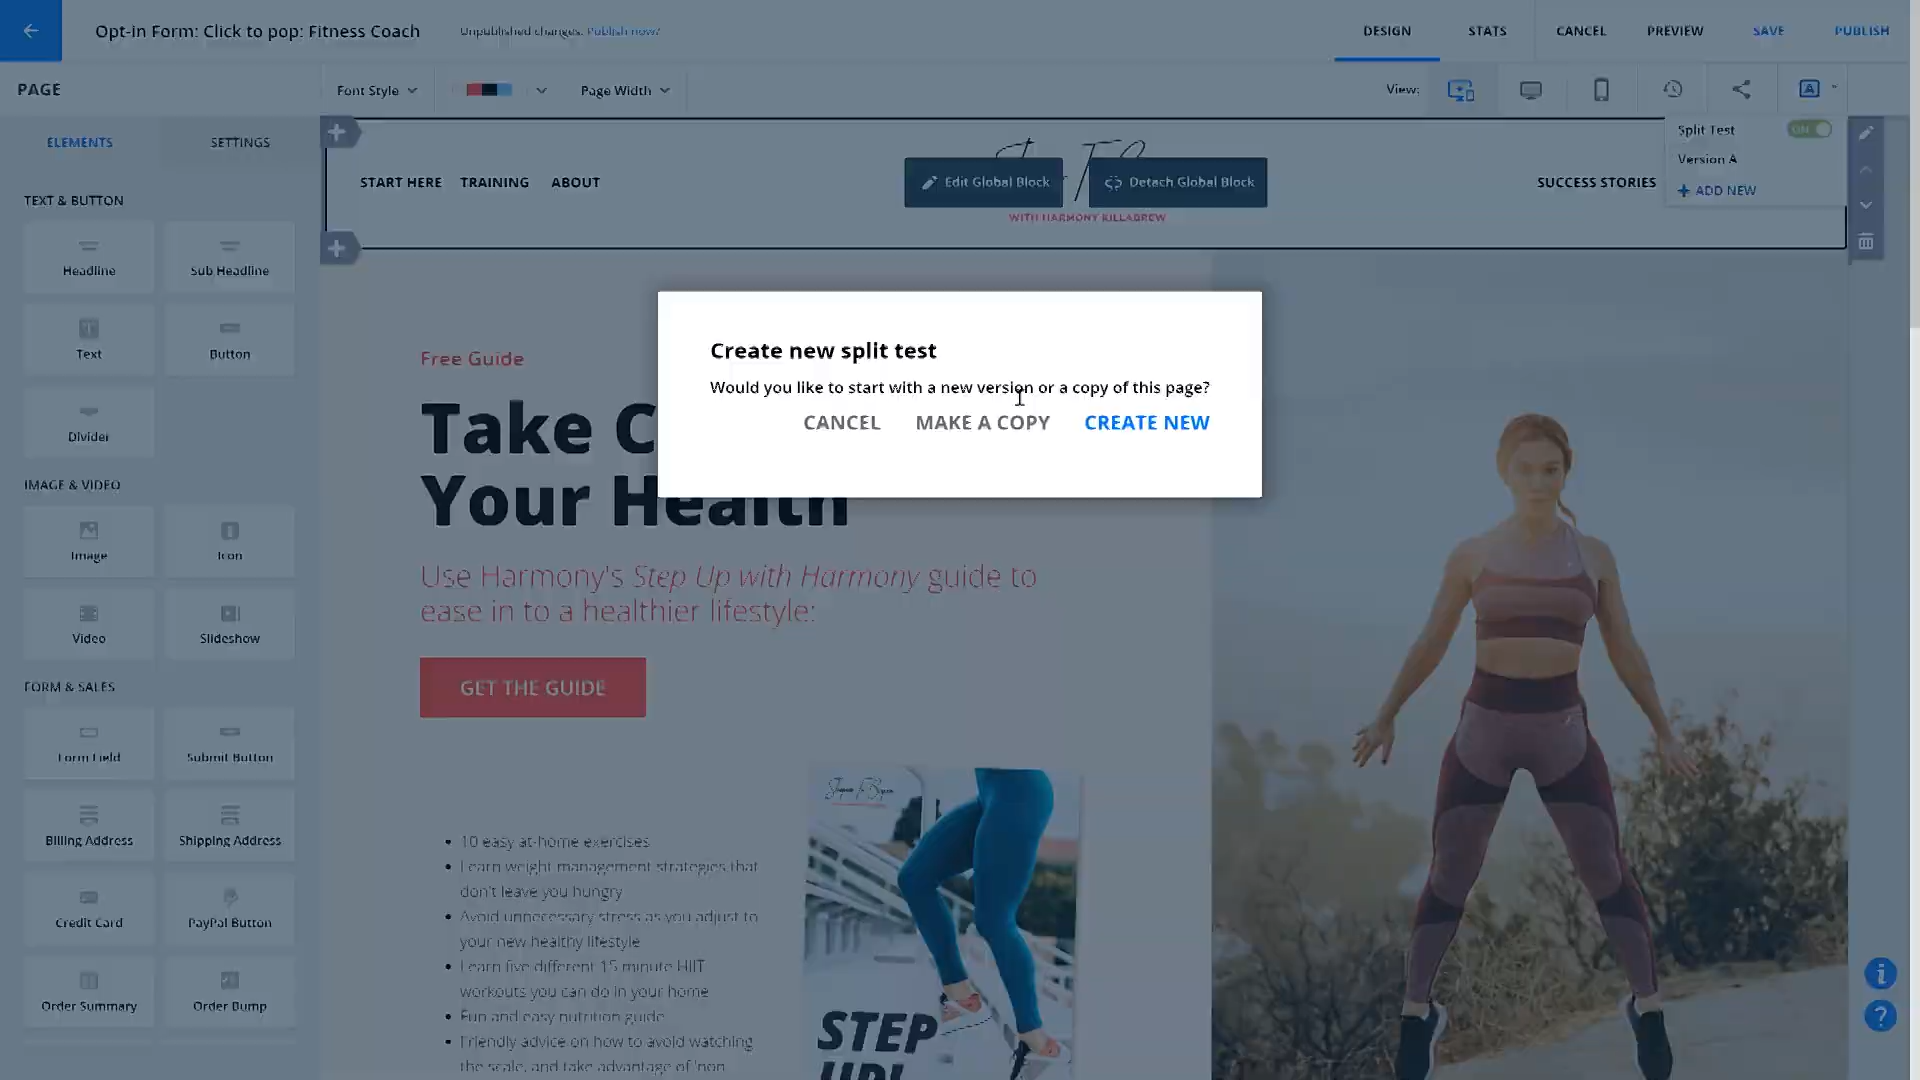 Opt-in Form: Click to pop: Fitness Coach
Unpublished changes. Publish now?
DESIGN
STATS
CANCEL
PREVIEW
SAVE
PUBLISH
PAGE
Font Style
Page Width
View:
A
ELEMENTS
SETTINGS
Split Test
ON
Version A
+ ADD NEW
START HERE
TRAINING
ABOUT
Edit Global Block
Detach Global Block
WITH HARMONY KILLABREW
SUCCESS STORIES
TEXT & BUTTON
Headline
Sub Headline
Text
Button
Divider
IMAGE & VIDEO
Image
Icon
Video
Slideshow
FORM & SALES
Form Field
Submit Button
Billing Address
Shipping Address
Credit Card
PayPal Button
Order Summary
Order Bump
Create new split test
Would you like to start with a new version or a copy of this page?
CANCEL
MAKE A COPY
CREATE NEW
Free Guide
Take C
Your Health
Use Harmony's Step Up with Harmony guide to
ease in to a healthier lifestyle:
GET THE GUIDE
• 10 easy at-home exercises
• Learn weight management strategies that
don't leave you hungry
• Avoid unnecessary stress as you adjust to
your new healthy lifestyle
• Learn five different 15 minute HIIT
workouts you can do in your home
• Fun and easy nutrition guide
• Friendly advice on how to avoid watching
the scale, and take advantage of 'non
STEP
UP!